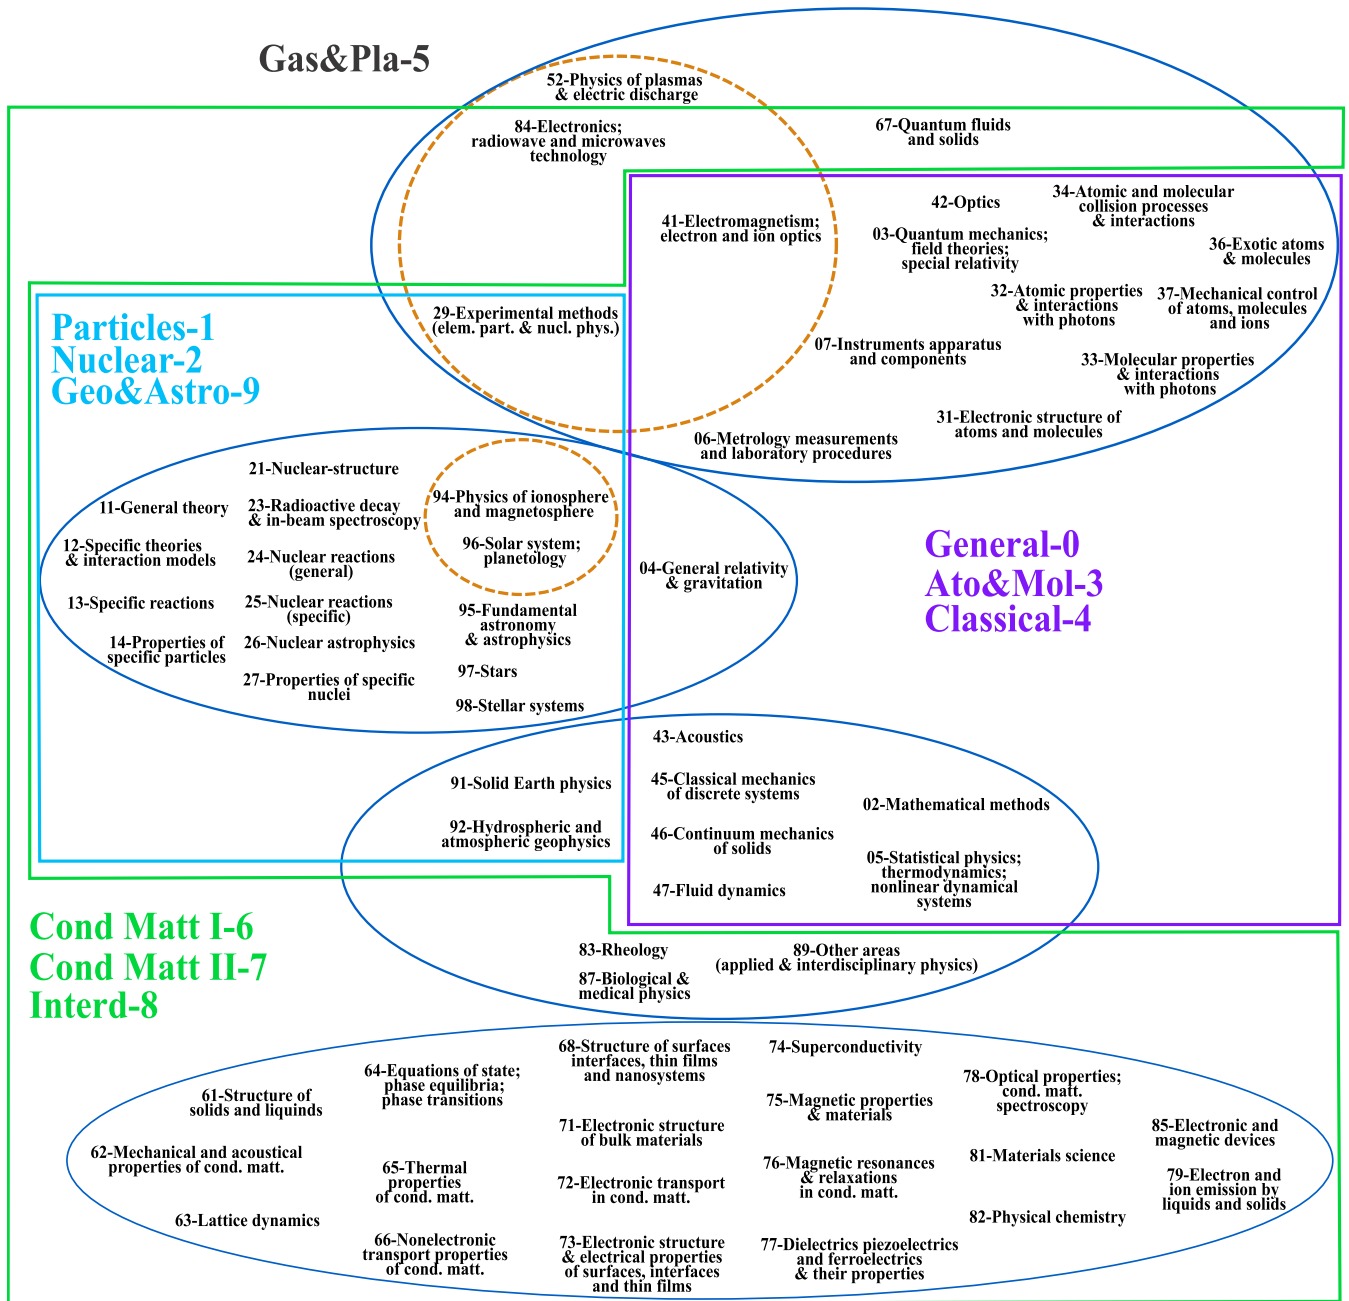 Gas&Pla-5
52-Physics of plasmas
& electric discharge
84-Electronics;
radiowave and microwaves
technology
67-Quantum fluids
and solids
41-Electromagnetism;
electron and ion optics
42-Optics
34-Atomic and molecular
collision processes
& interactions
03-Quantum mechanics;
field theories;
special relativity
36-Exotic atoms
& molecules
32-Atomic properties
& interactions
with photons
37-Mechanical control
of atoms, molecules
and ions
07-Instruments apparatus
and components
33-Molecular properties
& interactions
with photons
31-Electronic structure of
atoms and molecules
06-Metrology measurements
and laboratory procedures
29-Experimental methods
(elem. part. & nucl. phys.)
Particles-1
Nuclear-2
Geo&Astro-9
21-Nuclear-structure
11-General theory
23-Radioactive decay
& in-beam spectroscopy
94-Physics of ionosphere
and magnetosphere
12-Specific theories
& interaction models
24-Nuclear reactions
(general)
96-Solar system;
planetology
04-General relativity
& gravitation
General-0
Ato&Mol-3
Classical-4
13-Specific reactions
25-Nuclear reactions
(specific)
95-Fundamental
astronomy
& astrophysics
14-Properties of
specific particles
26-Nuclear astrophysics
27-Properties of specific
nuclei
97-Stars
98-Stellar systems
43-Acoustics
91-Solid Earth physics
45-Classical mechanics
of discrete systems
02-Mathematical methods
92-Hydrospheric and
atmospheric geophysics
46-Continuum mechanics
of solids
05-Statistical physics;
thermodynamics;
nonlinear dynamical
systems
47-Fluid dynamics
Cond Matt I-6
Cond Matt II-7
Interd-8
83-Rheology
89-Other areas
(applied & interdisciplinary physics)
87-Biological &
medical physics
68-Structure of surfaces
interfaces, thin films
and nanosystems
74-Superconductivity
64-Equations of state;
phase equilibria;
phase transitions
78-Optical properties;
cond. matt.
spectroscopy
61-Structure of
solids and liquinds
75-Magnetic properties
& materials
71-Electronic structure
of bulk materials
85-Electronic and
magnetic devices
62-Mechanical and acoustical
properties of cond. matt.
65-Thermal
properties
of cond. matt.
72-Electronic transport
in cond. matt.
76-Magnetic resonances
& relaxations
in cond. matt.
81-Materials science
79-Electron and
ion emission by
liquids and solids
63-Lattice dynamics
66-Nonelectronic
transport properties
of cond. matt.
73-Electronic structure
& electrical properties
of surfaces, interfaces
and thin films
77-Dielectrics piezoelectrics
and ferroelectrics
& their properties
82-Physical chemistry